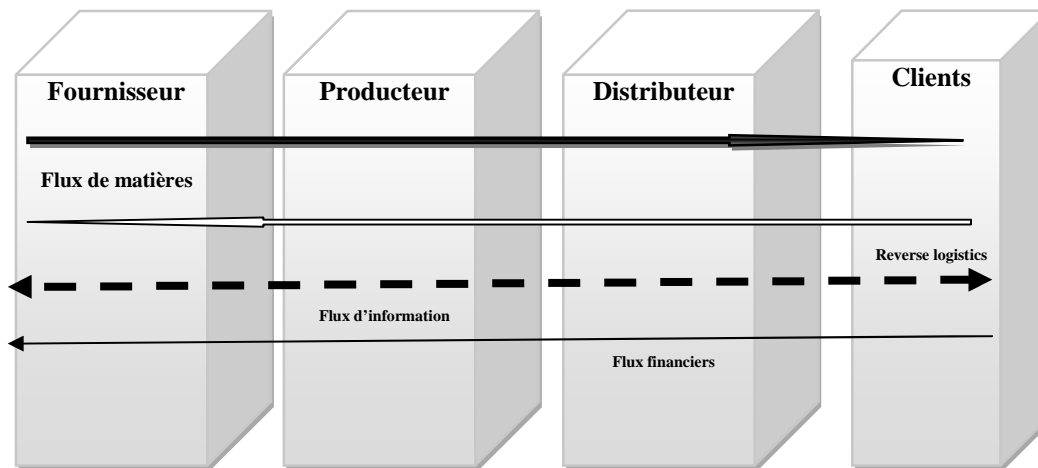 Fournisseur
Producteur
Distributeur
Clients
Flux de matières
Reverse logistics
Flux d’information
Flux financiers